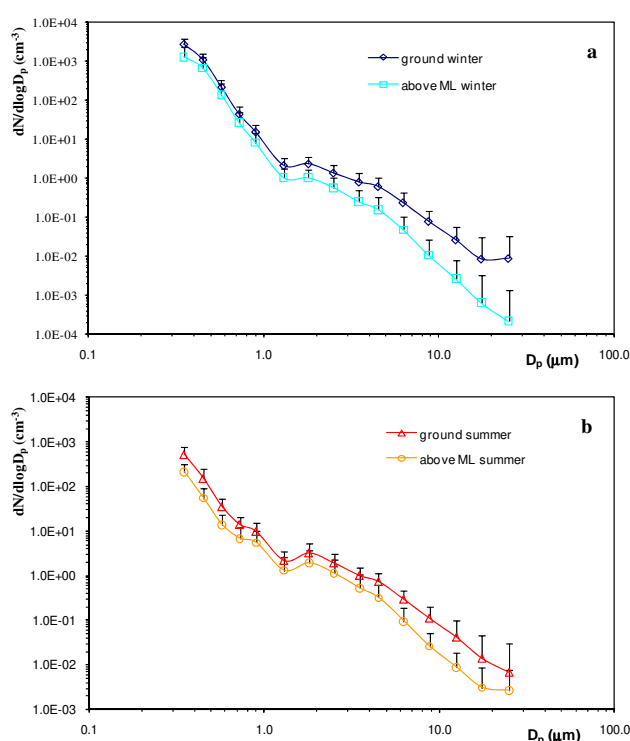 a
dN/dlogDp (cm-3)
1.0E+04
1.0E+03
1.0E+02
1.0E+01
1.0E+00
1.0E-01
1.0E-02
1.0E-03
1.0E-04
ground winter
above ML winter
0.1
1.0
10.0
100.0
Dp (μm)
b
dN/dlogDp (cm-3)
1.0E+04
1.0E+03
1.0E+02
1.0E+01
1.0E+00
1.0E-01
1.0E-02
1.0E-03
ground summer
above ML summer
0.1
1.0
10.0
100.0
Dp (μm)